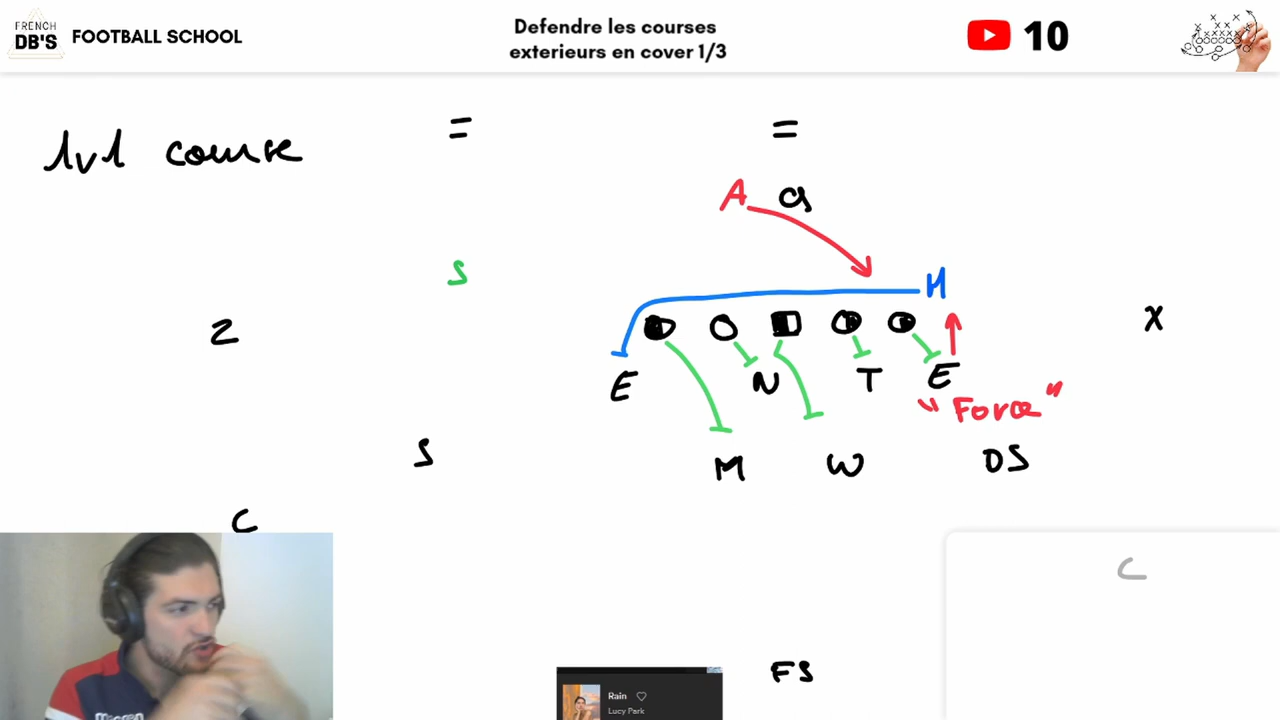 FRENCH
DB'S
FOOTBALL SCHOOL
Defendre les courses
exterieurs en cover 1/3
10
1v1 course
=
=
A
Q
S
H
Z
X
E
N
T
E
"Force"
S
M
W
DS
C
C
FS
Rain
Lucy Park